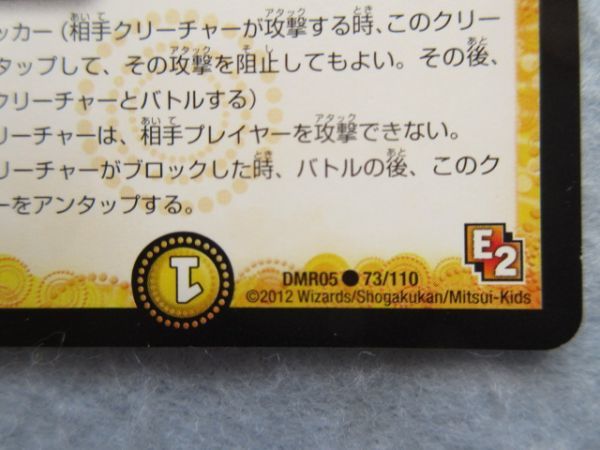 ッカー（相手クリーチャーが攻撃する時、このクリー
タップして、その攻撃を阻止してもよい。その後、
クリーチャーとバトルする）
リーチャーは、相手プレイヤーを攻撃できない。
リーチャーがブロックした時、バトルの後、このク
ーをアンタップする。
E2
1
DMR05 ● 73/110
©2012 Wizards/Shogakukan/Mitsui-Kids